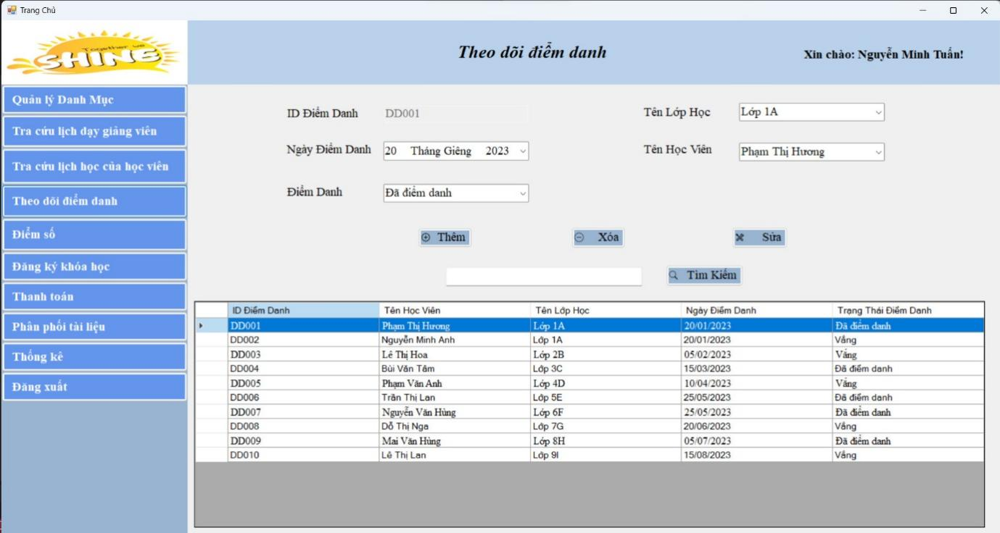 Trang Chủ
Together we
SHINE
Theo dõi điểm danh
Xin chào: Nguyễn Minh Tuấn!
Quản lý Danh Mục
Tra cứu lịch dạy giảng viên
Tra cứu lịch học của học viên
Theo dõi điểm danh
Điểm số
Đăng ký khóa học
Thanh toán
Phân phối tài liệu
Thống kê
Đăng xuất
ID Điểm Danh DD001 Tên Lớp Học Lớp 1A
Ngày Điểm Danh 20 Tháng Giêng 2023 Tên Học Viên Phạm Thị Hương
Điểm Danh Đã điểm danh
Thêm Xóa Sửa
Tìm Kiếm
ID Điểm Danh Tên Học Viên Tên Lớp Học Ngày Điểm Danh Trạng Thái Điểm Danh
DD001 Phạm Thị Hương Lớp 1A 20/01/2023 Đã điểm danh
DD002 Nguyễn Minh Anh Lớp 1A 20/01/2023 Vắng
DD003 Lê Thị Hoa Lớp 2B 05/02/2023 Vắng
DD004 Bùi Văn Tâm Lớp 3C 15/03/2023 Đã điểm danh
DD005 Phạm Văn Anh Lớp 4D 10/04/2023 Vắng
DD006 Trần Thị Lan Lớp 5E 25/05/2023 Đã điểm danh
DD007 Nguyễn Văn Hùng Lớp 6F 25/05/2023 Đã điểm danh
DD008 Dỗ Thị Nga Lớp 7G 20/06/2023 Vắng
DD009 Mai Văn Hùng Lớp 8H 05/07/2023 Đã điểm danh
DD010 Lê Thị Lan Lớp 9I 15/08/2023 Vắng